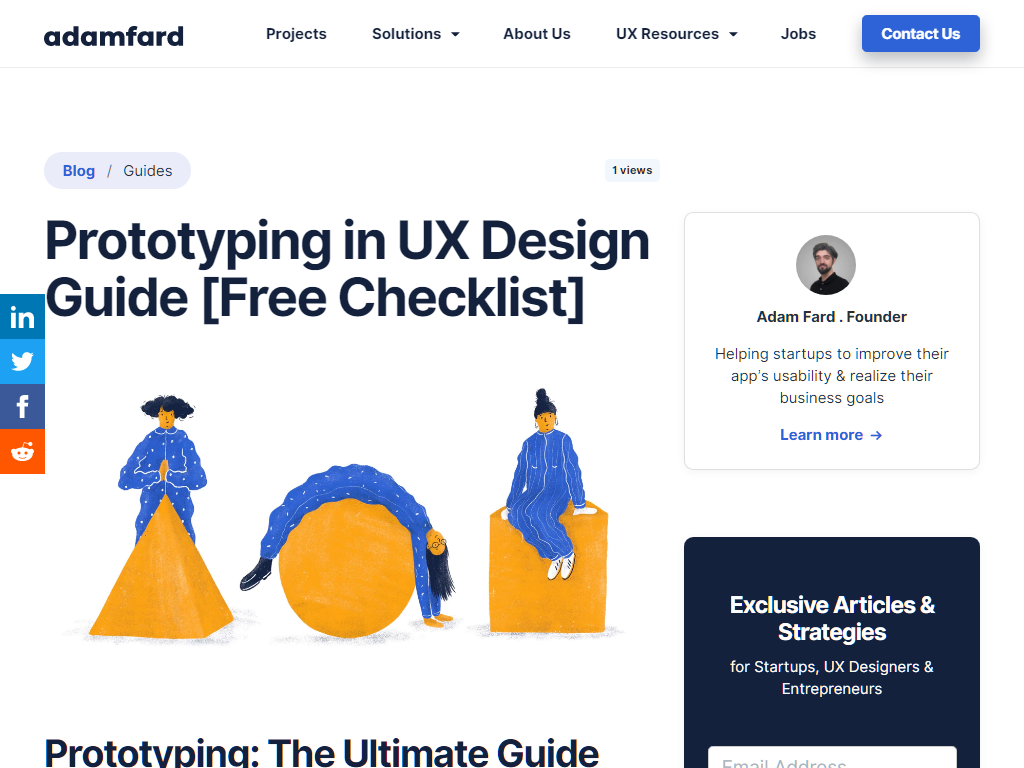 adamfard
Projects
Solutions
About Us
UX Resources
Jobs
Contact Us
Blog / Guides
1 views
Prototyping in UX Design
Guide [Free Checklist]
Adam Fard . Founder
Helping startups to improve their
app's usability & realize their
business goals
Learn more →
Exclusive Articles &
Strategies
for Startups, UX Designers &
Entrepreneurs
Email Address
Prototyping: The Ultimate Guide